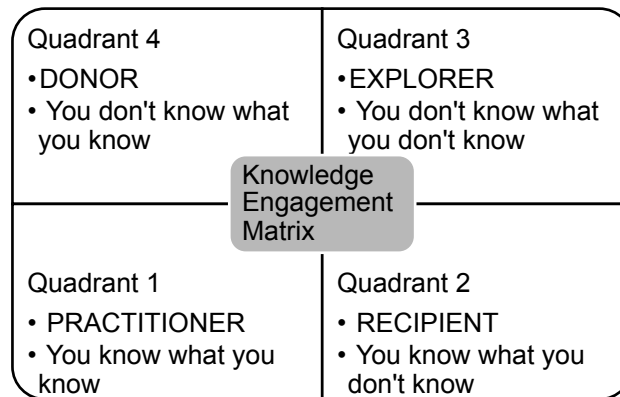 Quadrant 4
•DONOR
• You don't know what
you know
Quadrant 3
•EXPLORER
• You don't know what
you don't know
Knowledge
Engagement
Matrix
Quadrant 1
• PRACTITIONER
• You know what you
know
Quadrant 2
• RECIPIENT
• You know what you
don't know